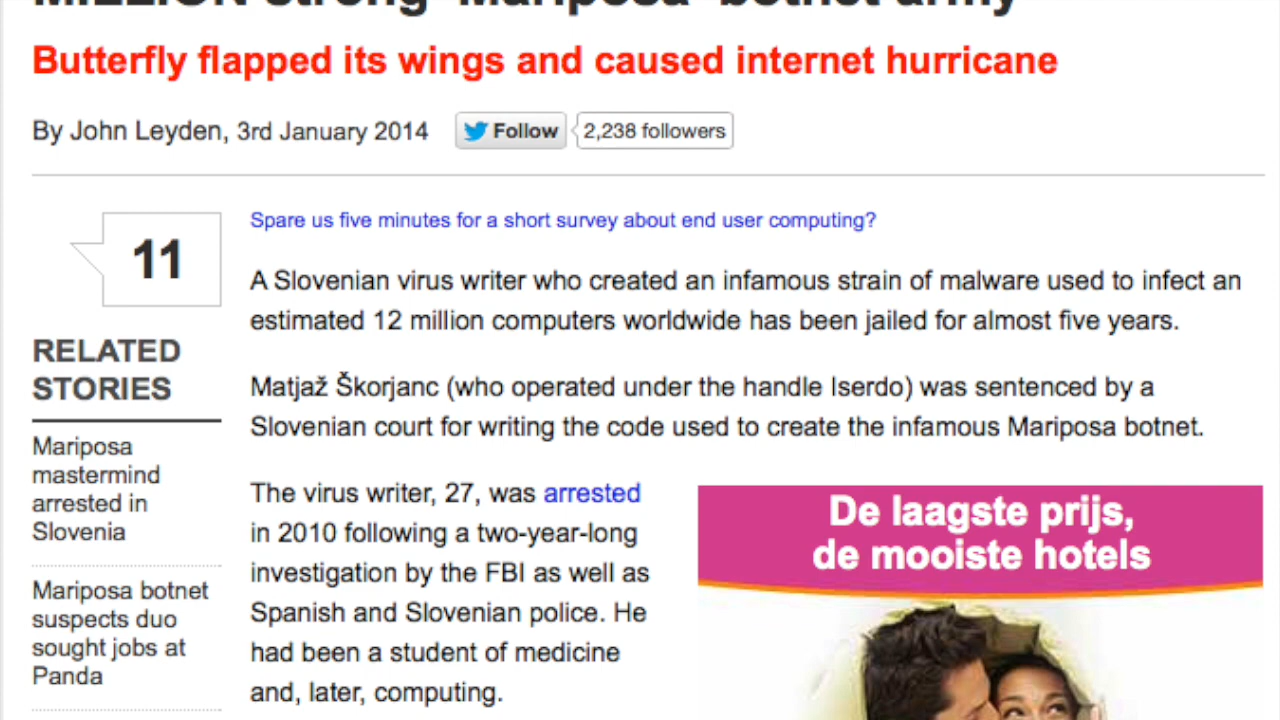 MILLION strong 'Mariposa' botnet army
Butterfly flapped its wings and caused internet hurricane
By John Leyden, 3rd January 2014
Follow
2,238 followers
11
RELATED
STORIES
Mariposa
mastermind
arrested in
Slovenia
Mariposa botnet
suspects duo
sought jobs at
Panda
Spare us five minutes for a short survey about end user computing?
A Slovenian virus writer who created an infamous strain of malware used to infect an
estimated 12 million computers worldwide has been jailed for almost five years.
Matjaž Škorjanc (who operated under the handle Iserdo) was sentenced by a
Slovenian court for writing the code used to create the infamous Mariposa botnet.
The virus writer, 27, was arrested
in 2010 following a two-year-long
investigation by the FBI as well as
Spanish and Slovenian police. He
had been a student of medicine
and, later, computing.
De laagste prijs,
de mooiste hotels